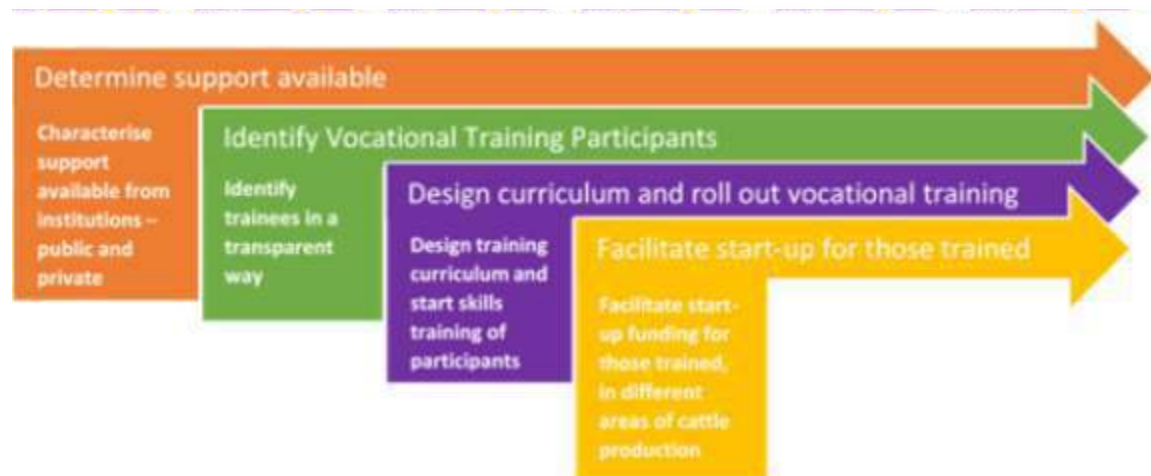 Determine support available
Characterise
support
available from
institutions –
public and
private
Identify Vocational Training Participants
Identify
trainees in a
transparent
way
Design curriculum and roll out vocational training
Design training
curriculum and
start skills
training of
participants
Facilitate start-up for those trained
Facilitate start-
up funding for
those trained,
in different
areas of cattle
production